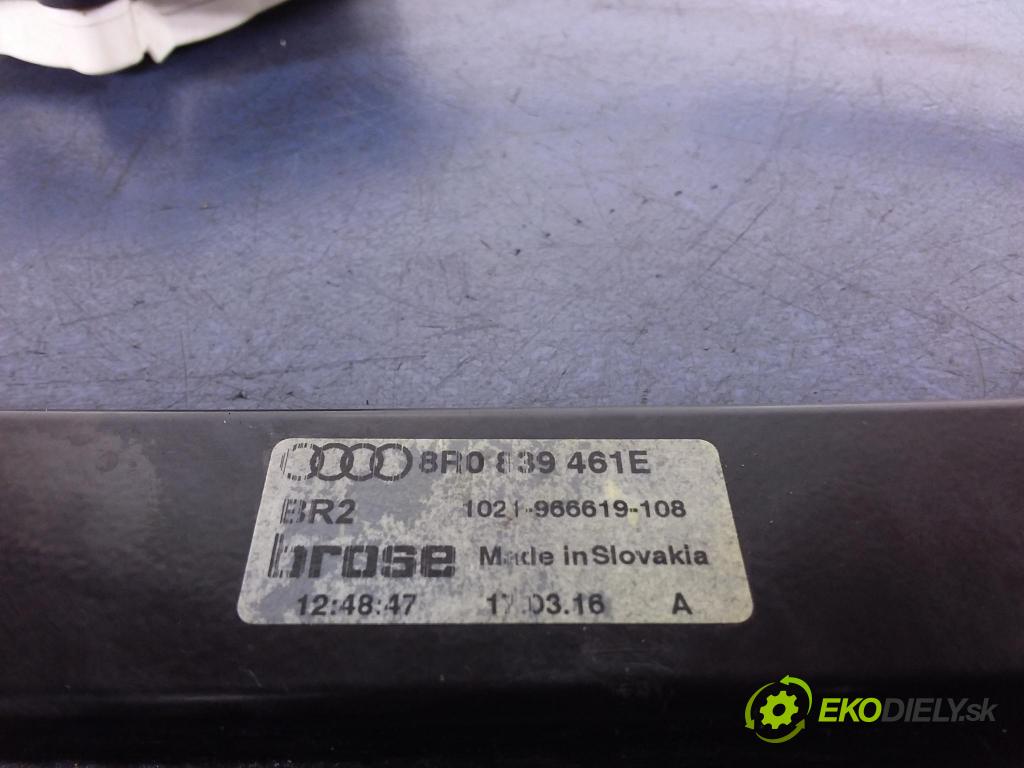 8R0 839 461E
BR2 1021-966619-108
brose Made in Slovakia
12:48:47 17.03.16 A
EKODIELY.sk